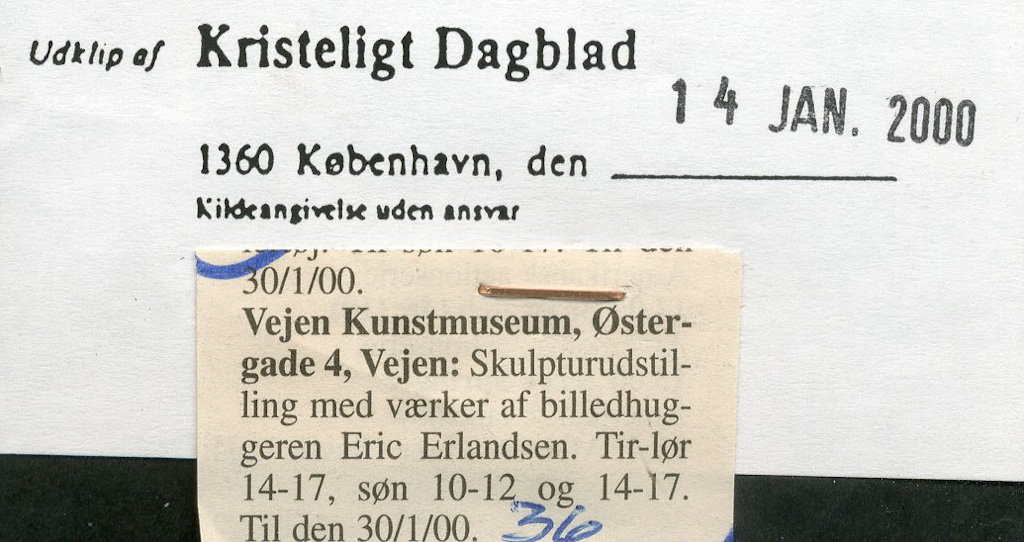 Udklip af Kristeligt Dagblad
14 JAN. 2000
1360 København, den
Kildeangivelse uden ansvar
30/1/00.
Vejen Kunstmuseum, Øster-
gade 4, Vejen: Skulpturudstil-
ling med værker af billedhug-
geren Eric Erlandsen. Tir-lør
14-17, søn 10-12 og 14-17.
Til den 30/1/00. 36